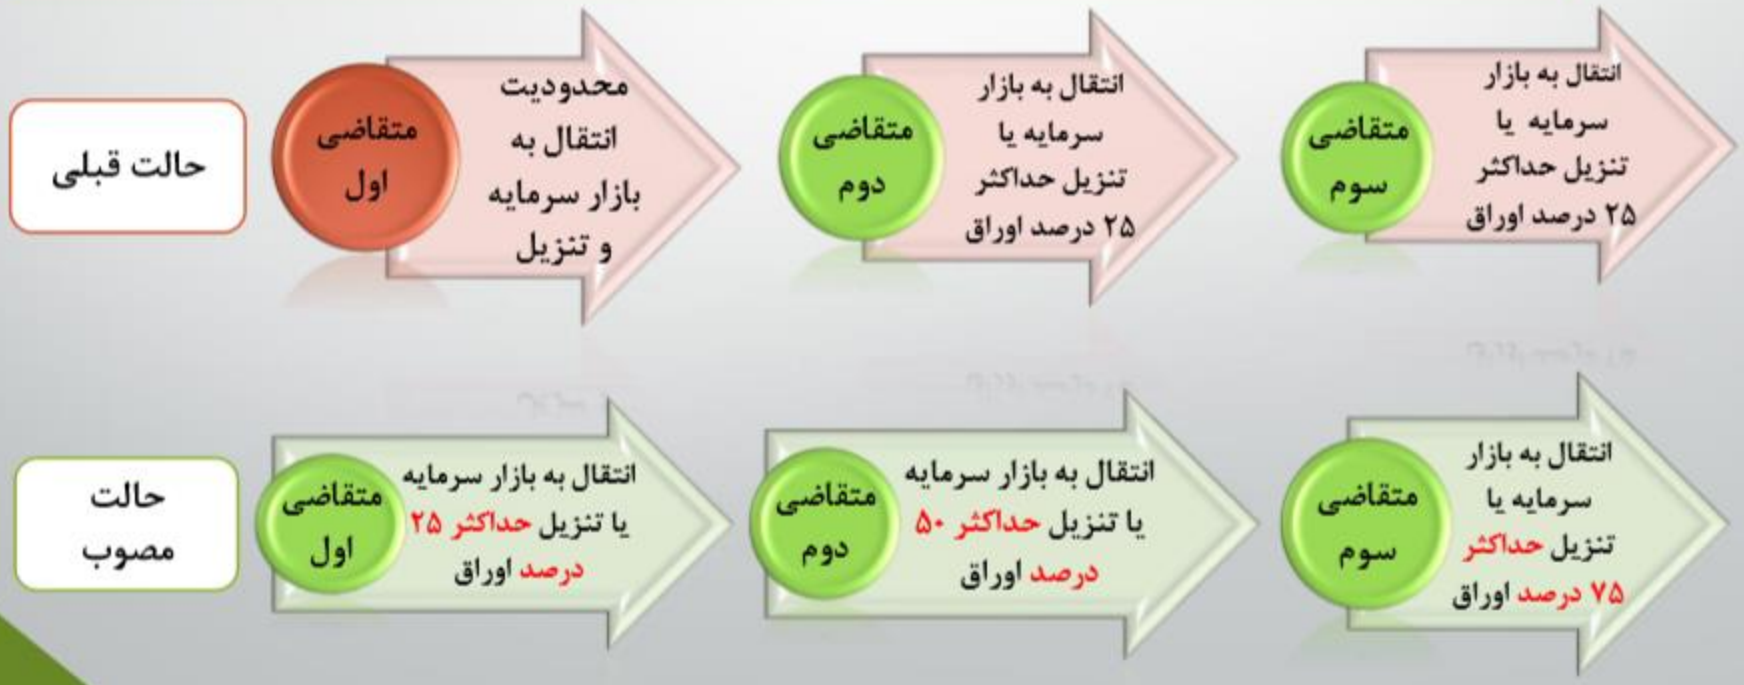 حالت قبلی
متقاضی
اول
محدودیت
انتقال به
بازار سرمایه
و تنزیل
متقاضی
دوم
انتقال به بازار
سرمایه یا
تنزیل حداکثر
۲۵ درصد اوراق
متقاضی
سوم
انتقال به بازار
سرمایه یا
تنزیل حداکثر
۲۵ درصد اوراق
حالت
مصوب
متقاضی
اول
انتقال به بازار سرمایه
یا تنزیل حداکثر ۲۵
درصد اوراق
متقاضی
دوم
انتقال به بازار سرمایه
یا تنزیل حداکثر ۵۰
درصد اوراق
متقاضی
سوم
انتقال به بازار
سرمایه یا
تنزیل حداکثر
۷۵ درصد اوراق